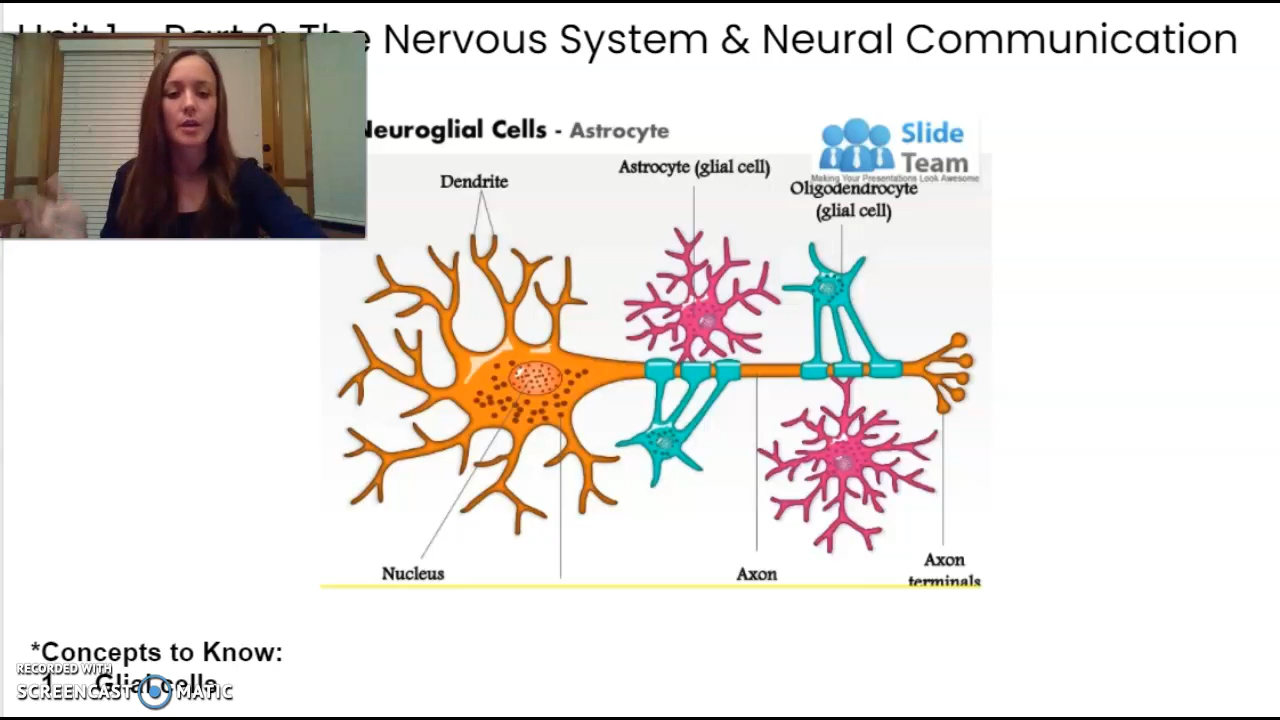 Unit 1 - Part 2: The Nervous System & Neural Communication
Neuroglial Cells - Astrocyte
Slide
Team
Making Your Presentations Look Awesome
Dendrite
Astrocyte (glial cell)
Oligodendrocyte
(glial cell)
Nucleus
Axon
Axon
terminals
*Concepts to Know:
RECORDED WITH
1. Glial cells
SCREENCAST MATIC